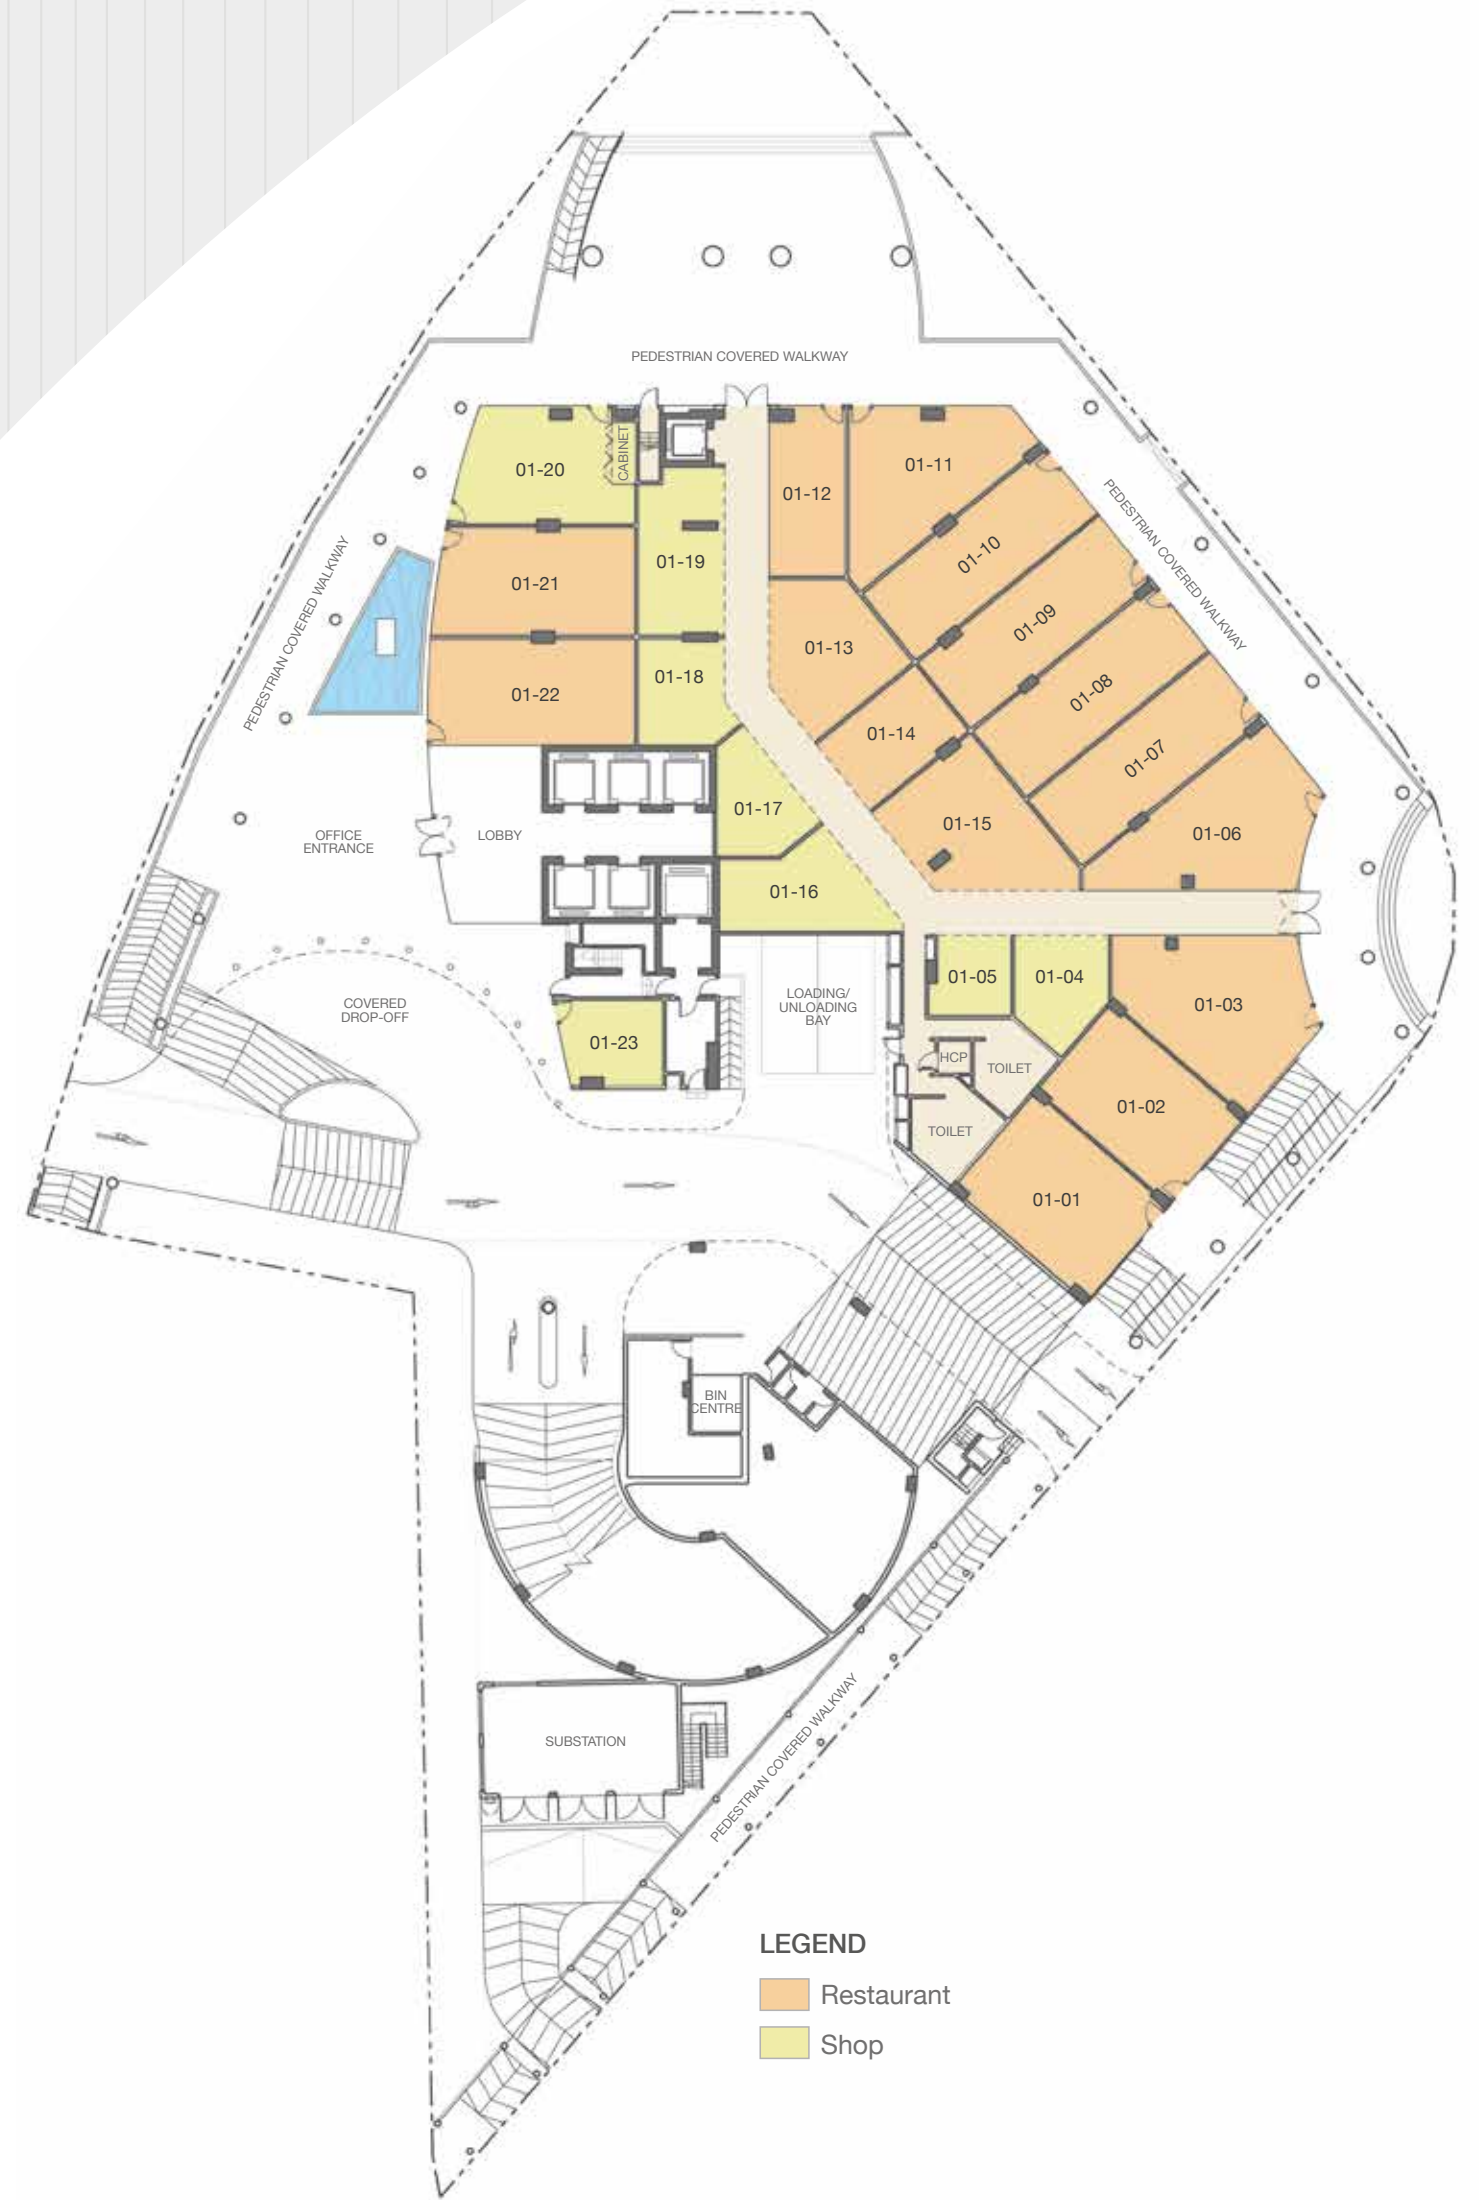 PEDESTRIAN COVERED WALKWAY
01-20
CABINET
01-12
01-11
01-10
PEDESTRIAN COVERED WALKWAY
01-19
01-21
PEDESTRIAN COVERED WALKWAY
01-09
01-13
01-18
01-22
01-08
01-14
01-07
01-17
01-15
01-06
OFFICE
ENTRANCE
LOBBY
01-16
01-05
01-04
01-03
COVERED
DROP-OFF
LOADING/
UNLOADING
BAY
01-23
HCP
TOILET
01-02
TOILET
01-01
BIN
CENTRE
SUBSTATION
PEDESTRIAN COVERED WALKWAY
LEGEND
Restaurant
Shop